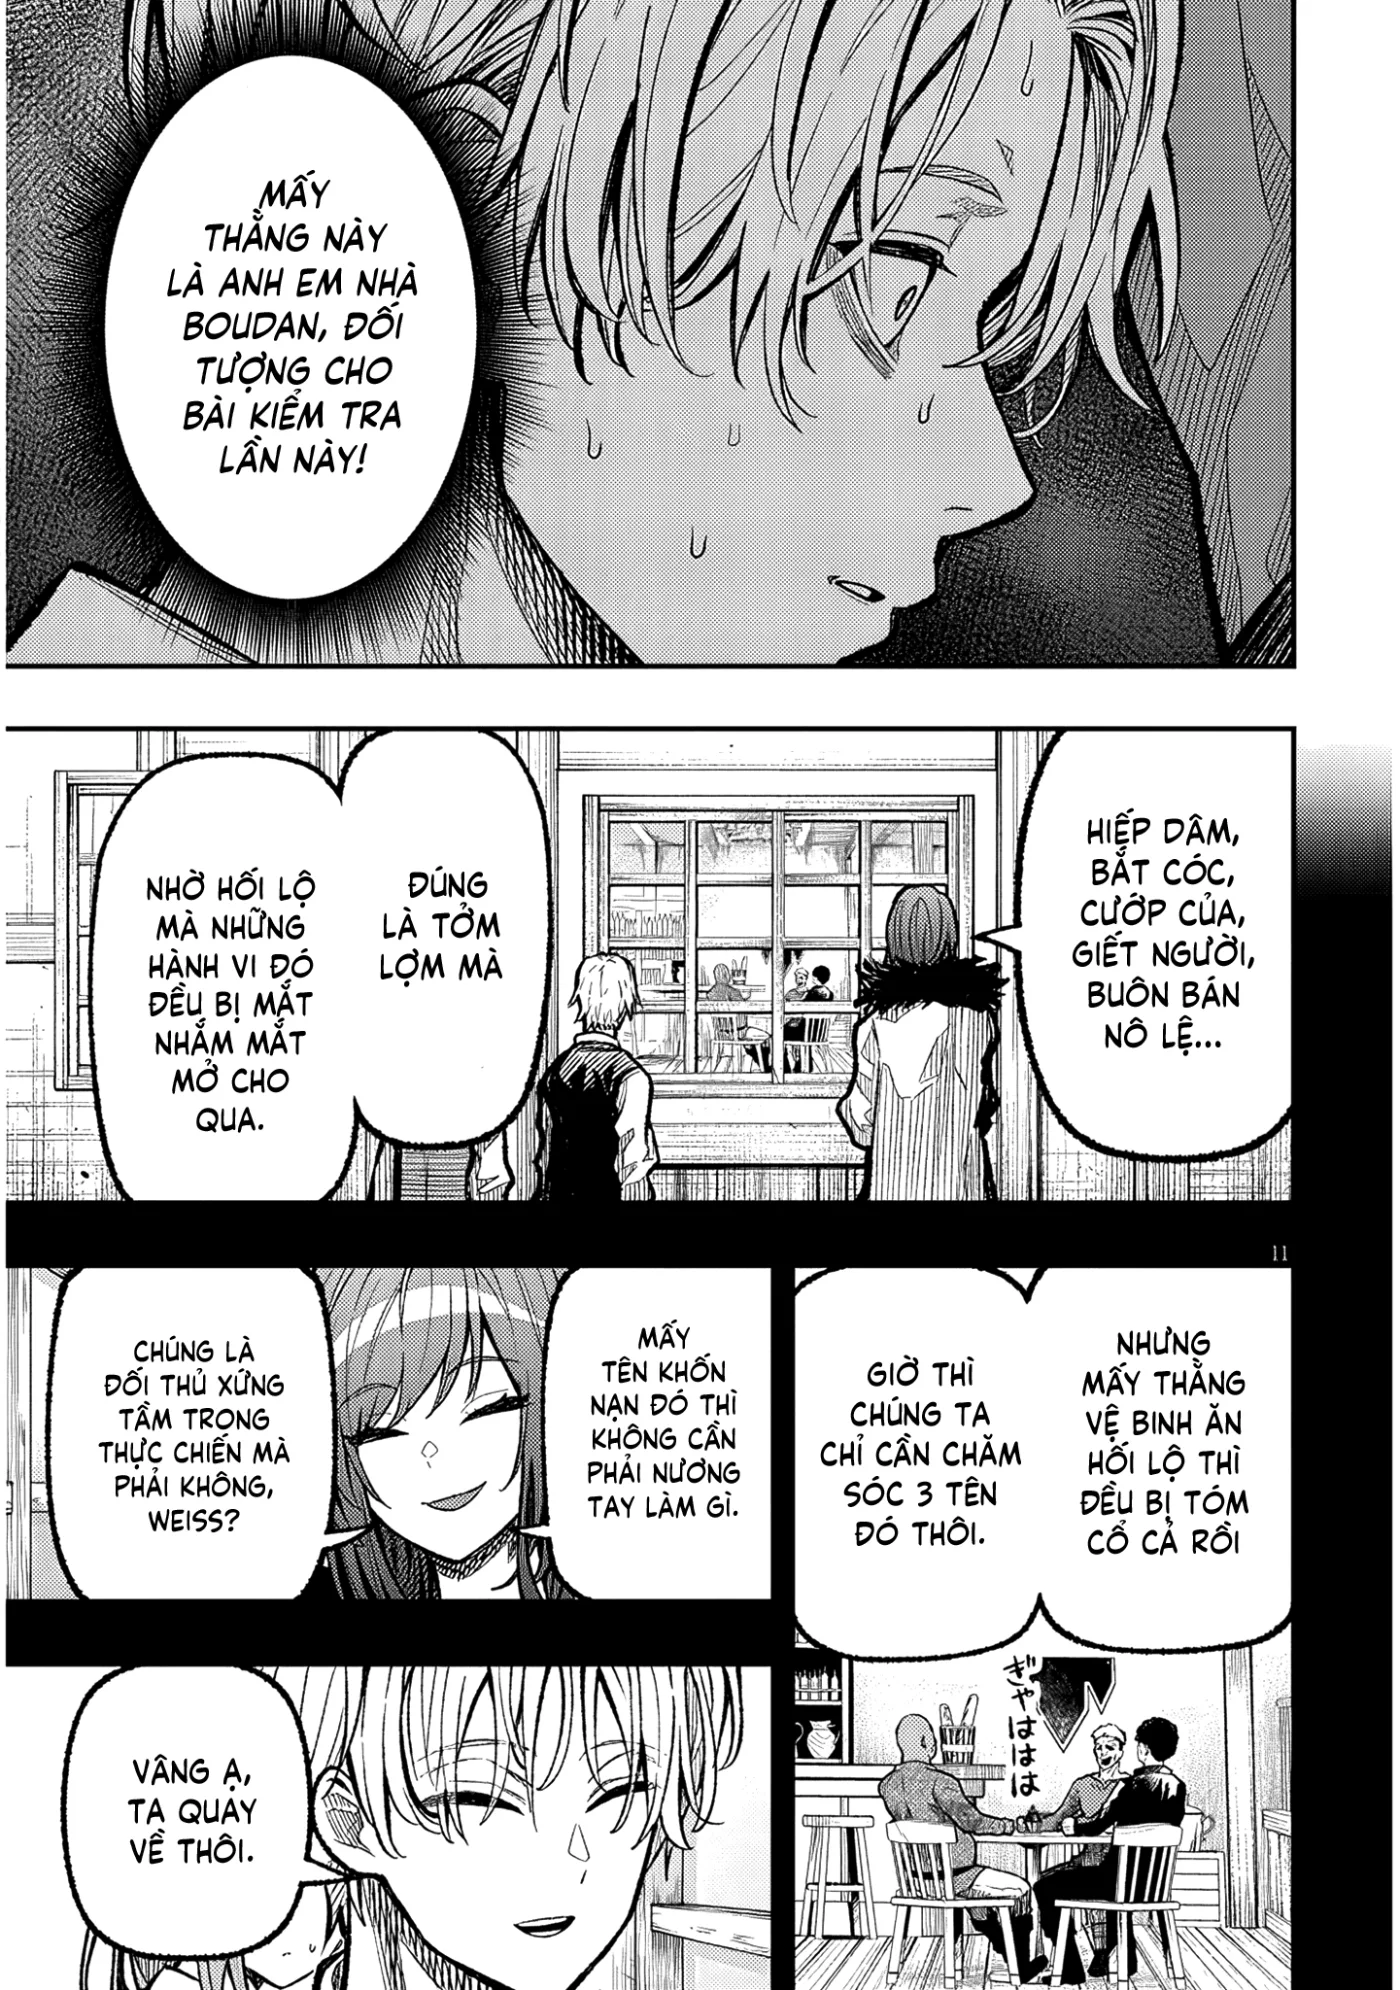 MẤY
THẰNG NÀY
LÀ ANH EM NHÀ
BOUDAN, ĐỐI
TƯỢNG CHO
BÀI KIỂM TRA
LẦN NÀY!
HIẾP DÂM,
BẮT CÓC,
CƯỚP CỦA,
GIẾT NGƯỜI,
BUÔN BÁN
NÔ LỆ...
ĐÚNG
LÀ TỞM
LỢM MÀ
NHỜ HỐI LỘ
MÀ NHỮNG
HÀNH VI ĐÓ
ĐỀU BỊ MẮT
NHẮM MẮT
MỞ CHO
QUA.
11
NHƯNG
MẤY THẰNG
VỆ BINH ĂN
HỐI LỘ THÌ
ĐỀU BỊ TÓM
CỔ CẢ RỒI
GIỜ THÌ
CHÚNG TA
CHỈ CẦN CHĂM
SÓC 3 TÊN
ĐÓ THÔI.
ぎゃははは
MẤY
TÊN KHỐN
NẠN ĐÓ THÌ
KHÔNG CẦN
PHẢI NƯƠNG
TAY LÀM GÌ.
CHÚNG LÀ
ĐỐI THỦ XỨNG
TẦM TRONG
THỰC CHIẾN MÀ
PHẢI KHÔNG,
WEISS?
VÂNG Ạ,
TA QUAY
VỀ THÔI.